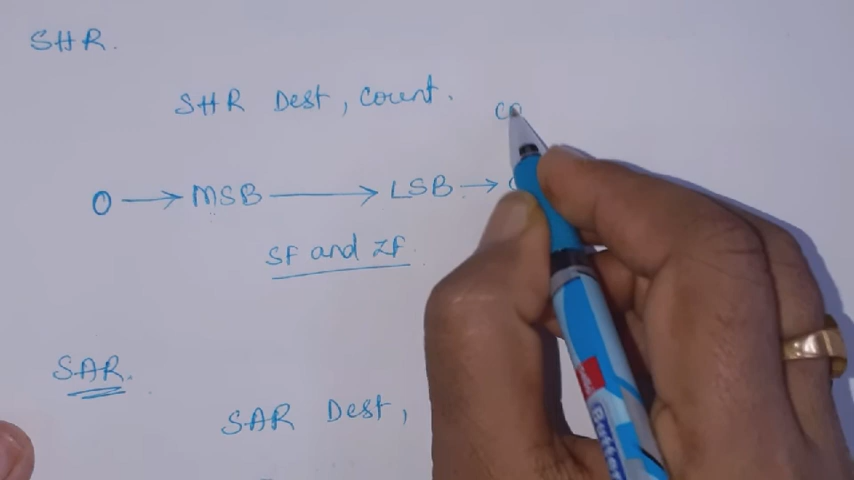 SHR.
SHR Dest, Count.
0 → MSB → LSB →
SF and ZF
SAR.
SAR Dest,